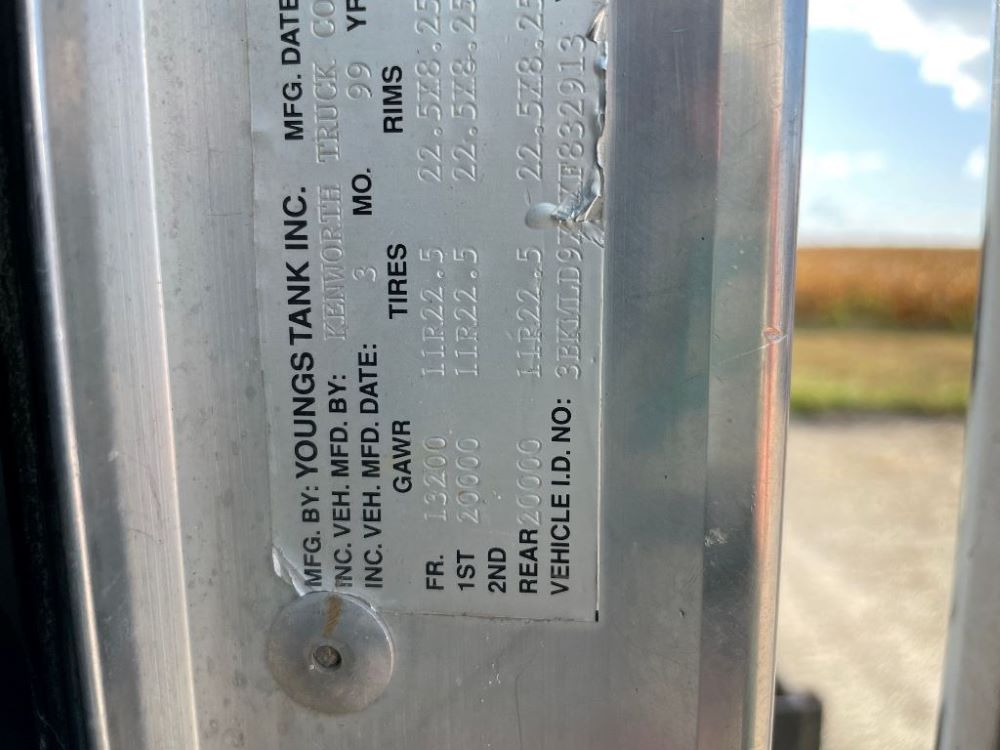 MFG. BY: YOUNGS TANK INC. MFG. DATE
INC. VEH. MFD. BY: KENWORTH TRUCK CO
INC. VEH. MFD. DATE: 3 MO. 99 YR
GAWR TIRES RIMS
FR. 13200 11R22.5 22.5X8.25
1ST 20000 11R22.5 22.5X8.25
2ND
REAR 20000 11R22.5 22.5X8.25
VEHICLE I.D. NO: